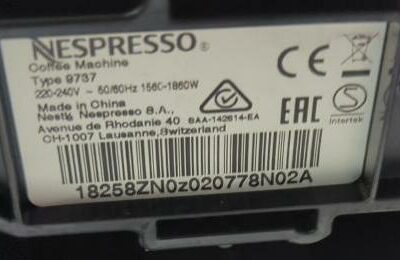 NESPRESSO®
Coffee Machine
Type 9737
220-240V ~ 50/60Hz 1560-1860W
Made in China
Nestlé Nespresso S.A.,
Avenue de Rhodanie 40 SAA-142614-EA
CH-1007 Lausanne,Switzerland
CE
EAC
S
Intertek
18258ZN0z020778N02A